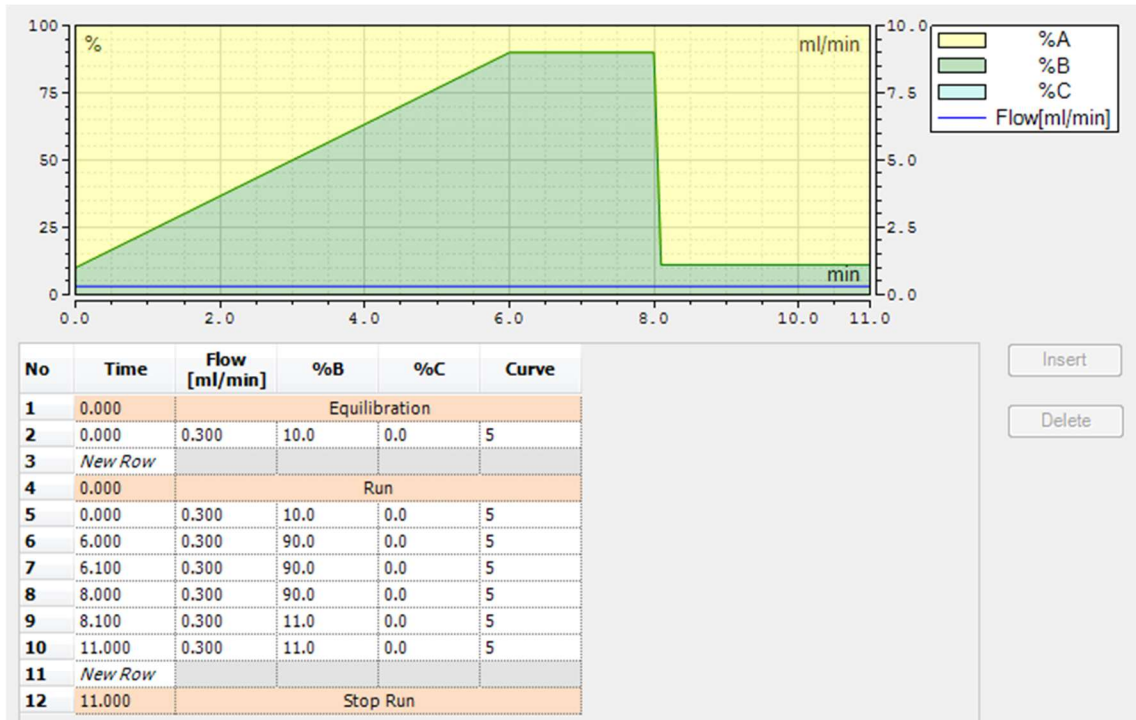 100
%
75
50
25
0
ml/min
10.0
7.5
5.0
2.5
0.0
min
0.0 2.0 4.0 6.0 8.0 10.0 11.0
%A
%B
%C
Flow[ml/min]
No Time Flow [ml/min] %B %C Curve
1 0.000 Equilibration
2 0.000 0.300 10.0 0.0 5
3 New Row
4 0.000 Run
5 0.000 0.300 10.0 0.0 5
6 6.000 0.300 90.0 0.0 5
7 6.100 0.300 90.0 0.0 5
8 8.000 0.300 90.0 0.0 5
9 8.100 0.300 11.0 0.0 5
10 11.000 0.300 11.0 0.0 5
11 New Row
12 11.000 Stop Run
Insert
Delete